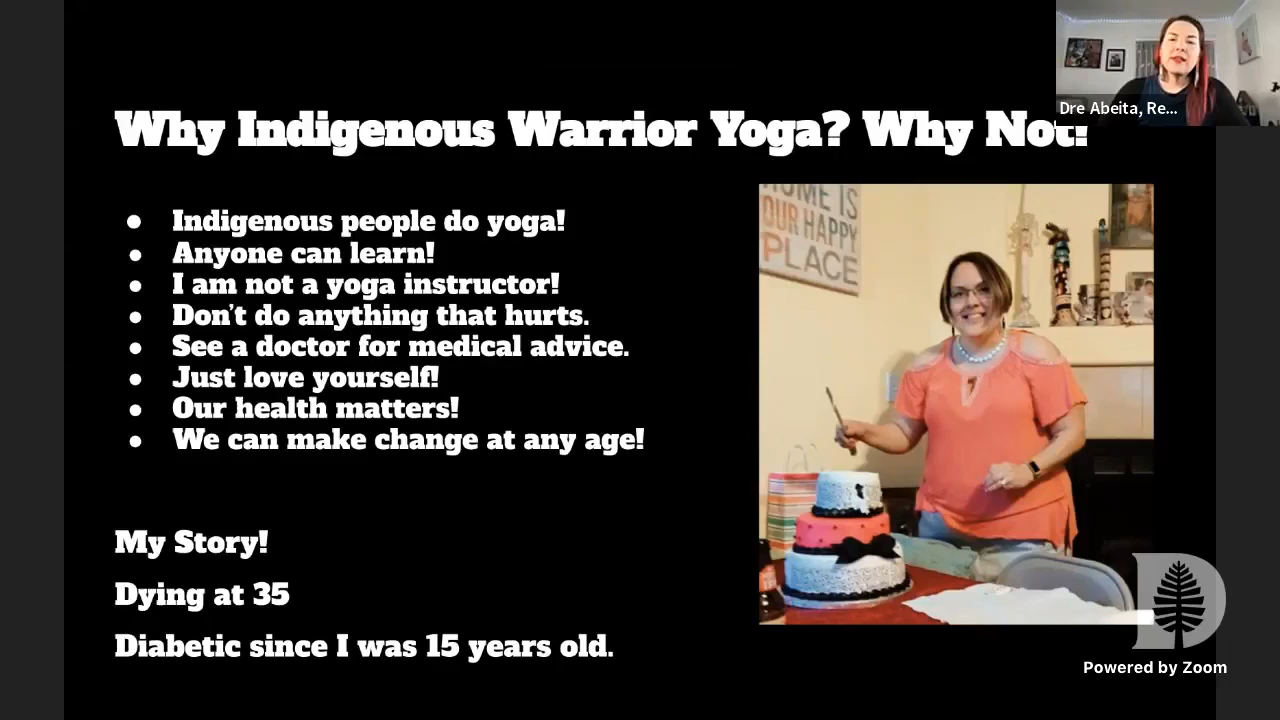 Dre Abeita, Re...
Why Indigenous Warrior Yoga? Why Not!
● Indigenous people do yoga!
● Anyone can learn!
● I am not a yoga instructor!
● Don't do anything that hurts.
● See a doctor for medical advice.
● Just love yourself!
● Our health matters!
● We can make change at any age!
HOME IS
OUR HAPPY
PLACE
My Story!
Dying at 35
Diabetic since I was 15 years old.
D
Powered by Zoom